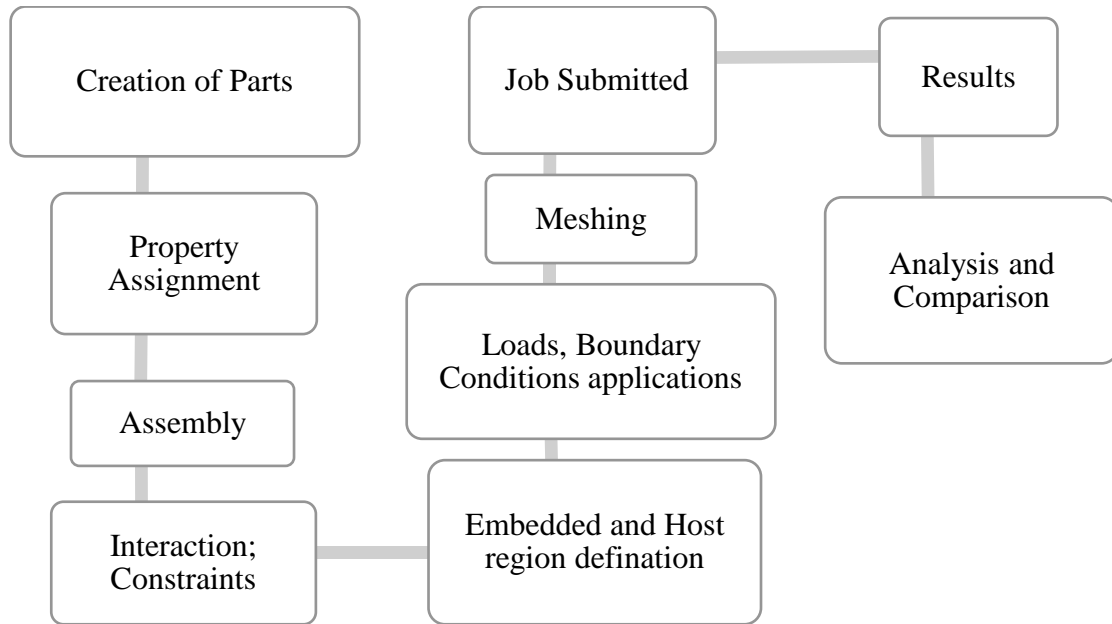 Creation of Parts
Property
Assignment
Assembly
Interaction;
Constraints
Embedded and Host
region defination
Loads, Boundary
Conditions applications
Meshing
Job Submitted
Results
Analysis and
Comparison